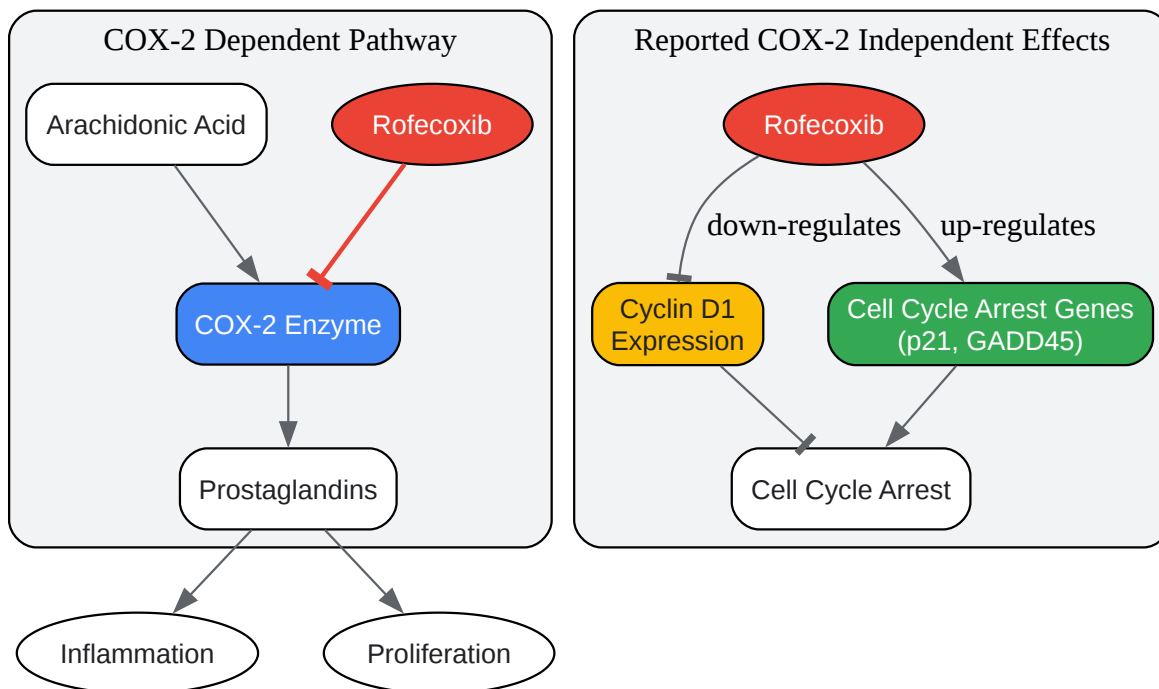 COX-2 Dependent Pathway
Arachidonic Acid
Rofecoxib
COX-2 Enzyme
Prostaglandins
Inflammation
Proliferation
Reported COX-2 Independent Effects
Rofecoxib
down-regulates
up-regulates
Cyclin D1
Expression
Cell Cycle Arrest Genes
(p21, GADD45)
Cell Cycle Arrest